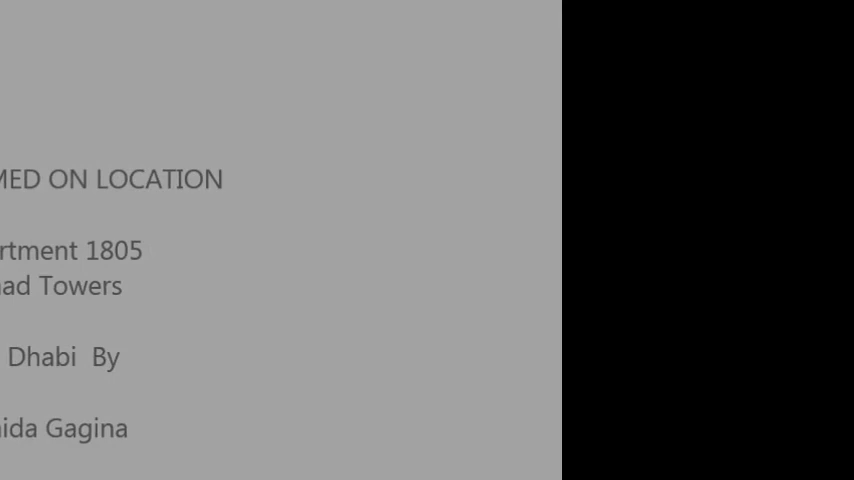 MED ON LOCATION
rtment 1805
ad Towers
Dhabi By
ida Gagina